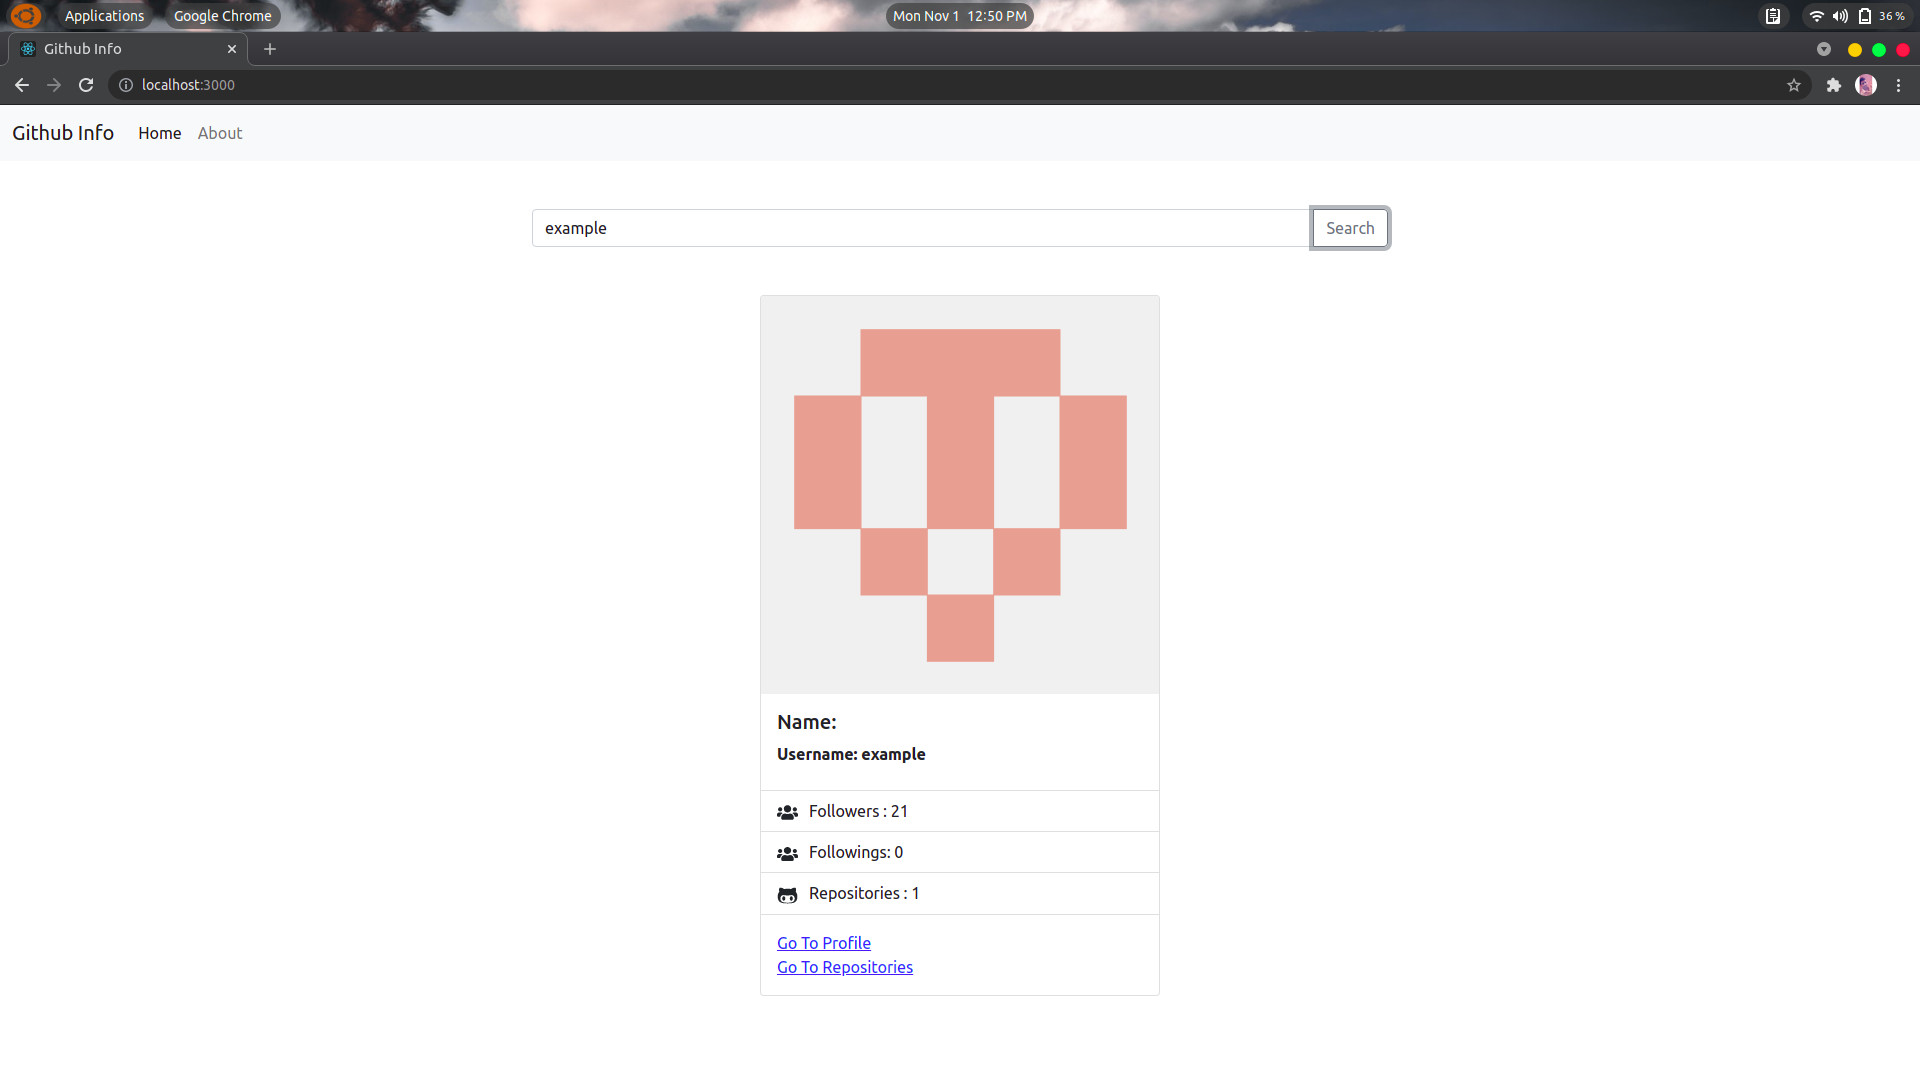 Applications Google Chrome Mon Nov 1 12:50 PM 36 %
Github Info
localhost:3000
Github Info Home About
example Search
Name:
Username: example
Followers : 21
Followings: 0
Repositories : 1
Go To Profile
Go To Repositories